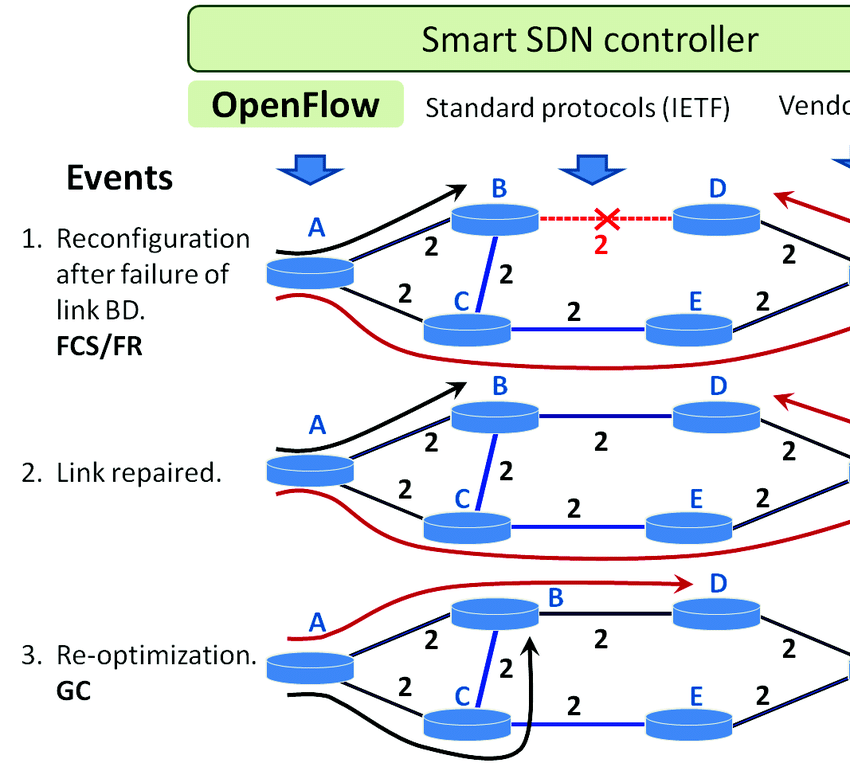 Smart SDN controller
OpenFlow Standard protocols (IETF)
Events
1. Reconfiguration
after failure of
link BD.
FCS/FR
A
B
D
2
2
2
2
2
C
2
E
2
2. Link repaired.
A
B
D
2
2
2
2
2
C
2
E
2
3. Re-optimization.
GC
A
B
D
2
2
2
2
2
C
2
E
2